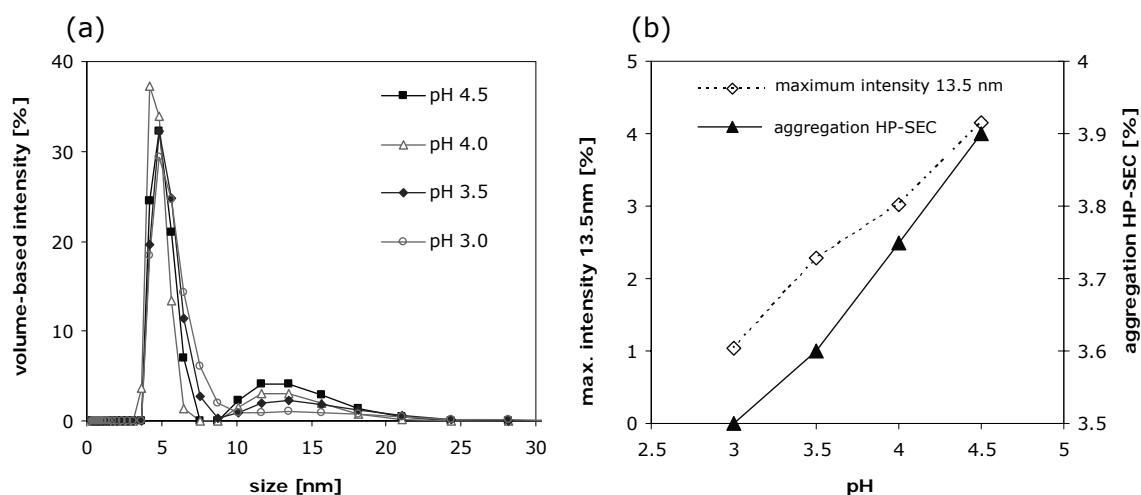 (a)
volume-based intensity [%]
40
30
20
10
0
0 5 10 15 20 25 30
size [nm]
pH 4.5
pH 4.0
pH 3.5
pH 3.0
(b)
max. intensity 13.5nm [%]
5
4
3
2
1
0
2.5 3 3.5 4 4.5 5
pH
maximum intensity 13.5 nm
aggregation HP-SEC
4
3.9
3.8
3.7
3.6
3.5
aggregation HP-SEC [%]